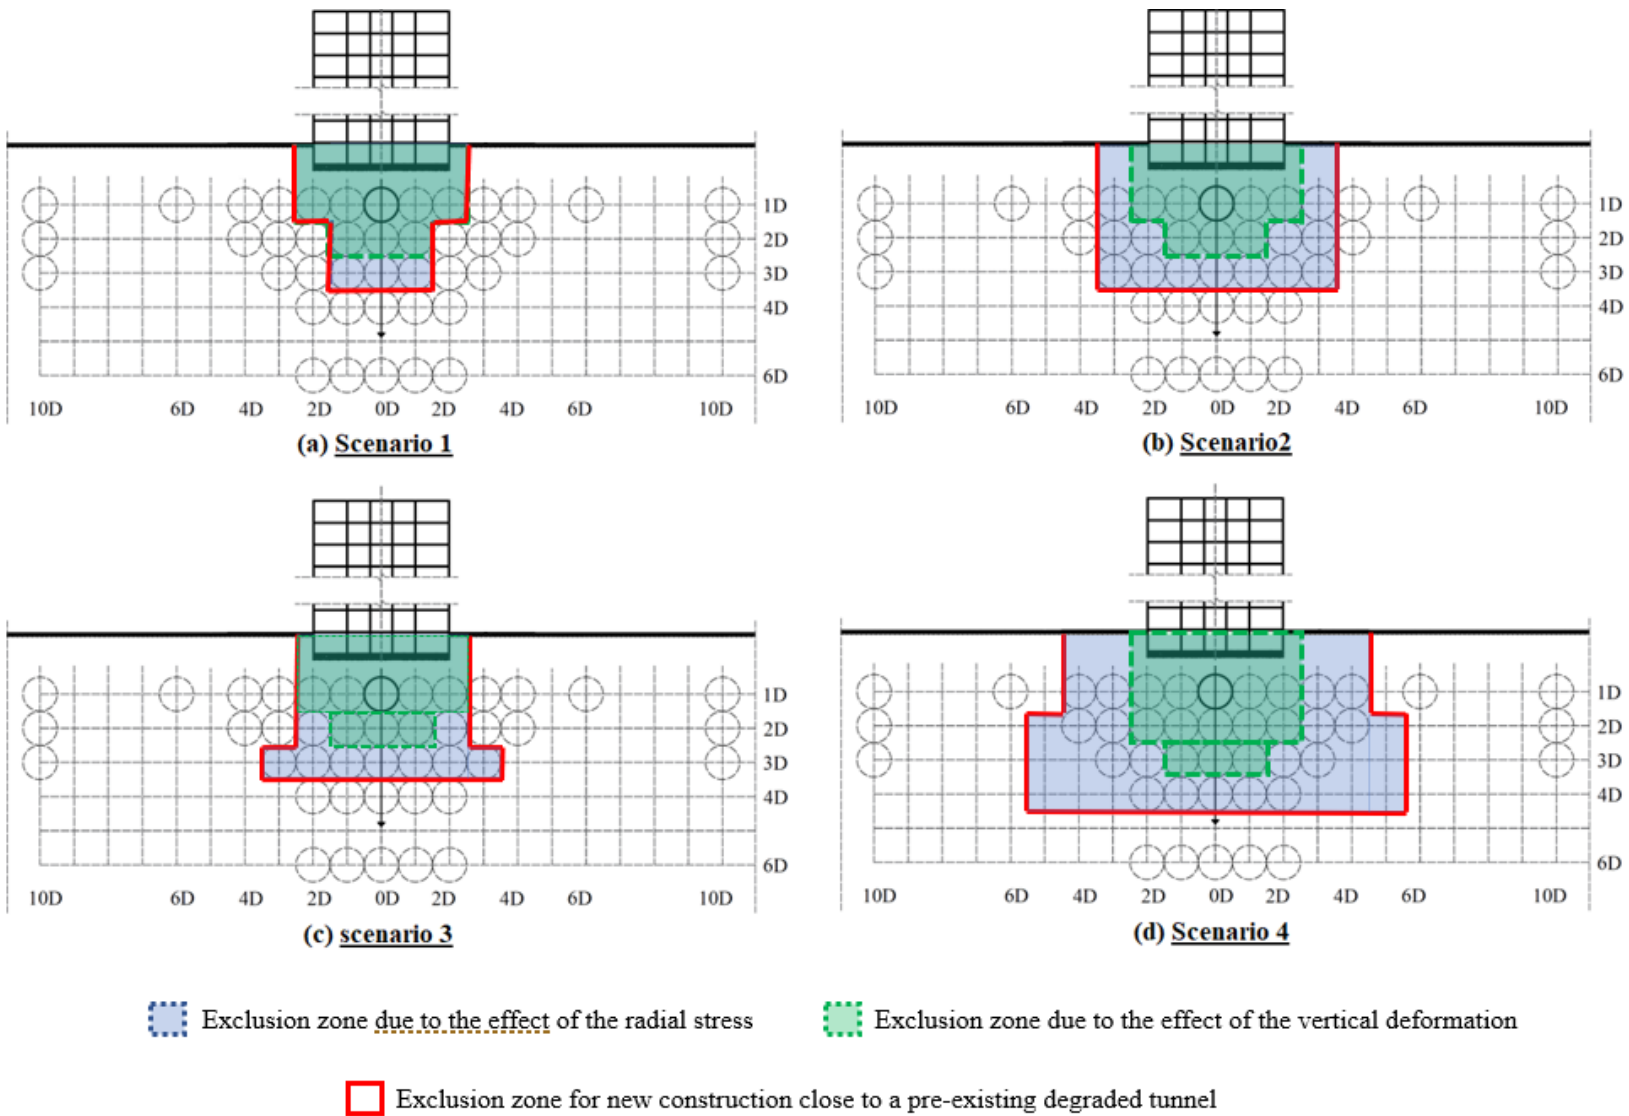 1D
2D
3D
4D
6D
10D 6D 4D 2D 0D 2D 4D 6D 10D
(a) Scenario 1
1D
2D
3D
4D
6D
10D 6D 4D 2D 0D 2D 4D 6D 10D
(b) Scenario2
1D
2D
3D
4D
6D
10D 6D 4D 2D 0D 2D 4D 6D 10D
(c) scenario 3
1D
2D
3D
4D
6D
10D 6D 4D 2D 0D 2D 4D 6D 10D
(d) Scenario 4
Exclusion zone due to the effect of the radial stress
Exclusion zone due to the effect of the vertical deformation
Exclusion zone for new construction close to a pre-existing degraded tunnel